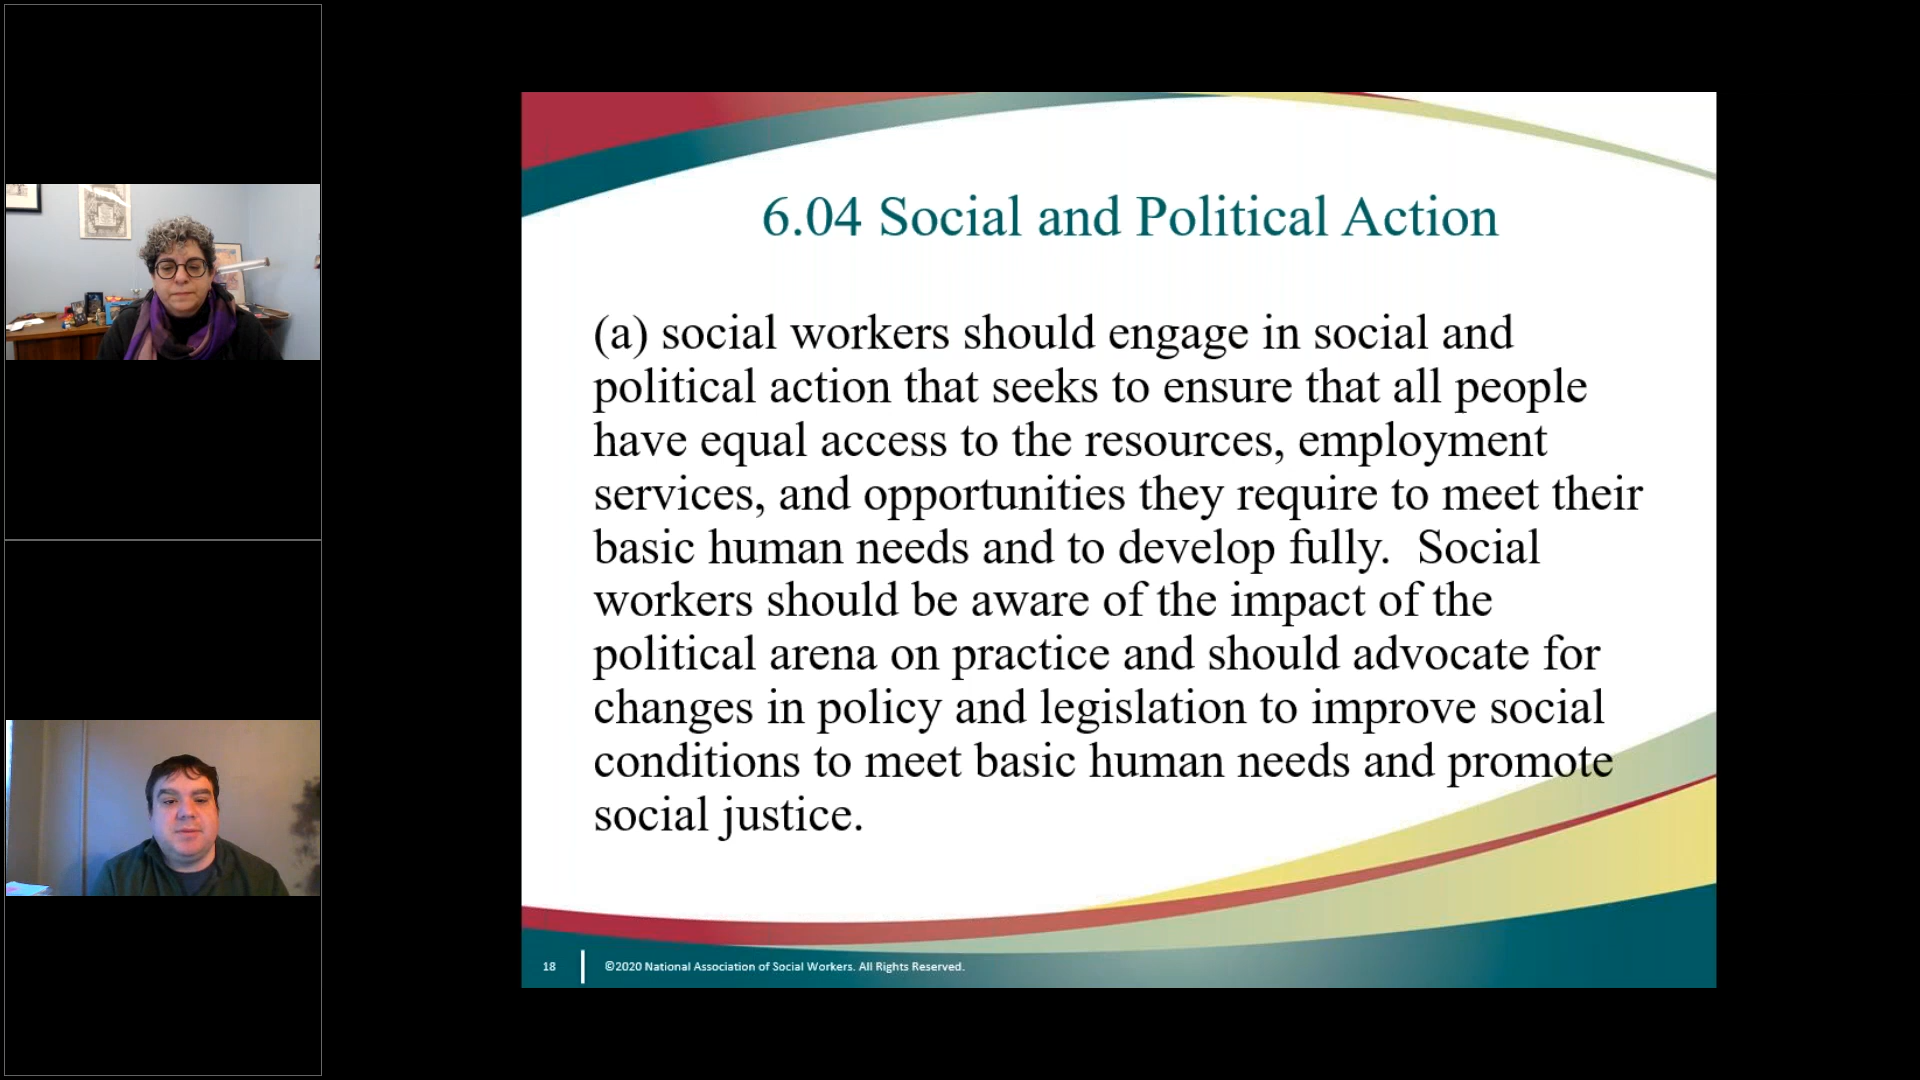 6.04 Social and Political Action
(a) social workers should engage in social and
political action that seeks to ensure that all people
have equal access to the resources, employment
services, and opportunities they require to meet their
basic human needs and to develop fully.  Social
workers should be aware of the impact of the
political arena on practice and should advocate for
changes in policy and legislation to improve social
conditions to meet basic human needs and promote
social justice.
18
©2020 National Association of Social Workers. All Rights Reserved.